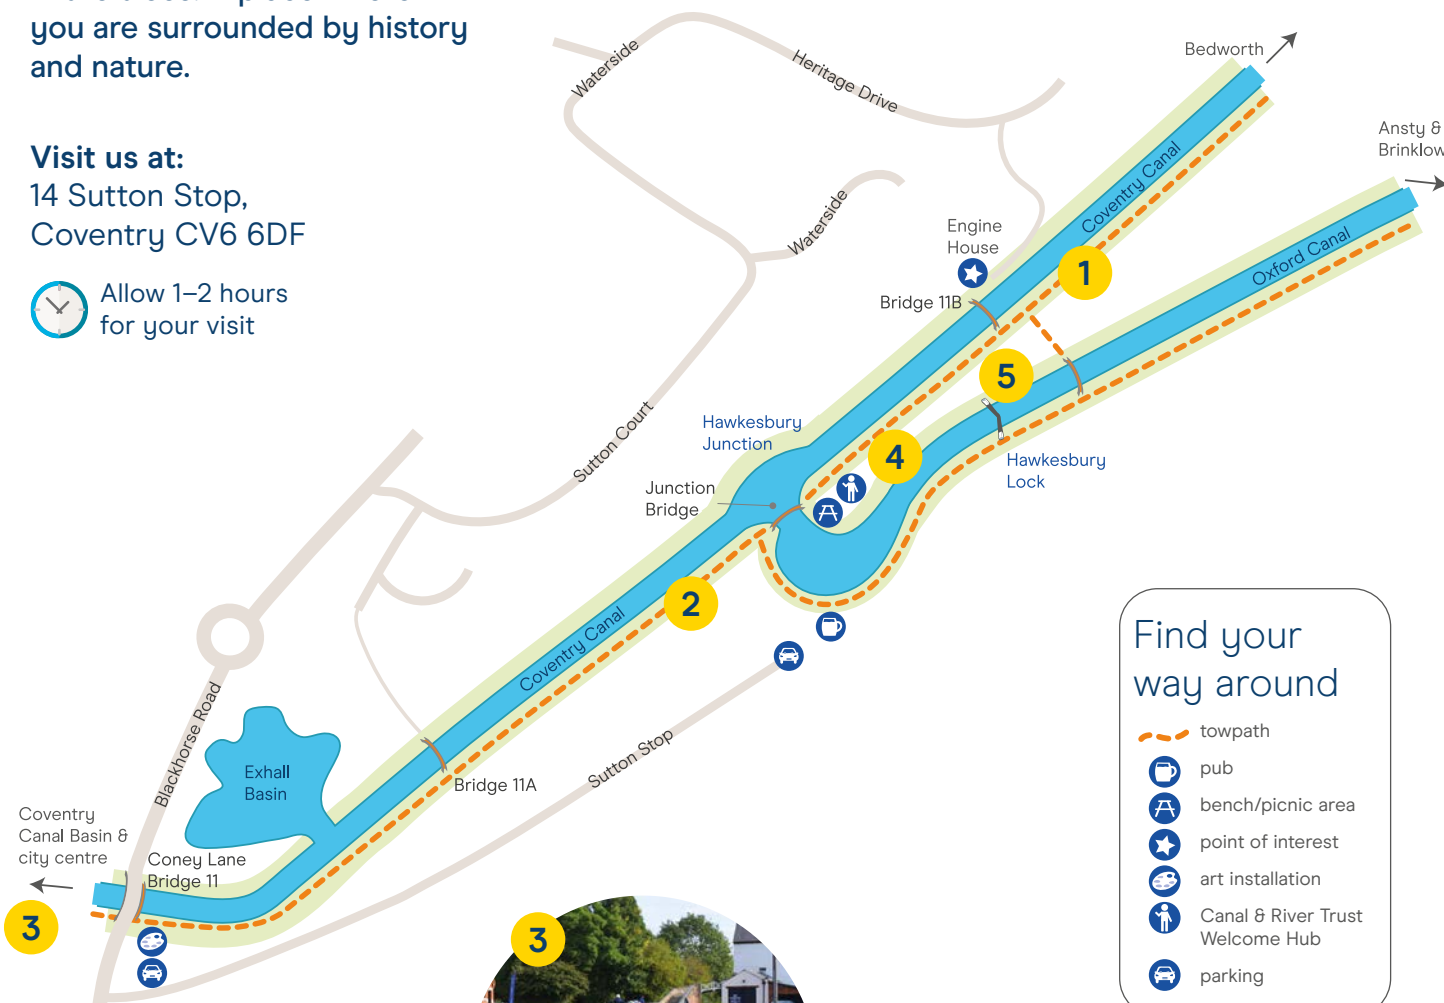 you are surrounded by history
and nature.
Visit us at:
14 Sutton Stop,
Coventry CV6 6DF
Allow 1–2 hours
for your visit
Waterside
Heritage Drive
Bedworth
Ansty &
Brinklow
Coventry Canal
Oxford Canal
Waterside
Engine
House
1
Bridge 11B
5
Sutton Court
Hawkesbury
Junction
4
Hawkesbury
Lock
Junction
Bridge
2
Coventry Canal
Blackhorse Road
Exhall
Basin
Bridge 11A
Sutton Stop
Coventry
Canal Basin &
city centre
Coney Lane
Bridge 11
3
3
Find your
way around
towpath
pub
bench/picnic area
point of interest
art installation
Canal & River Trust
Welcome Hub
parking